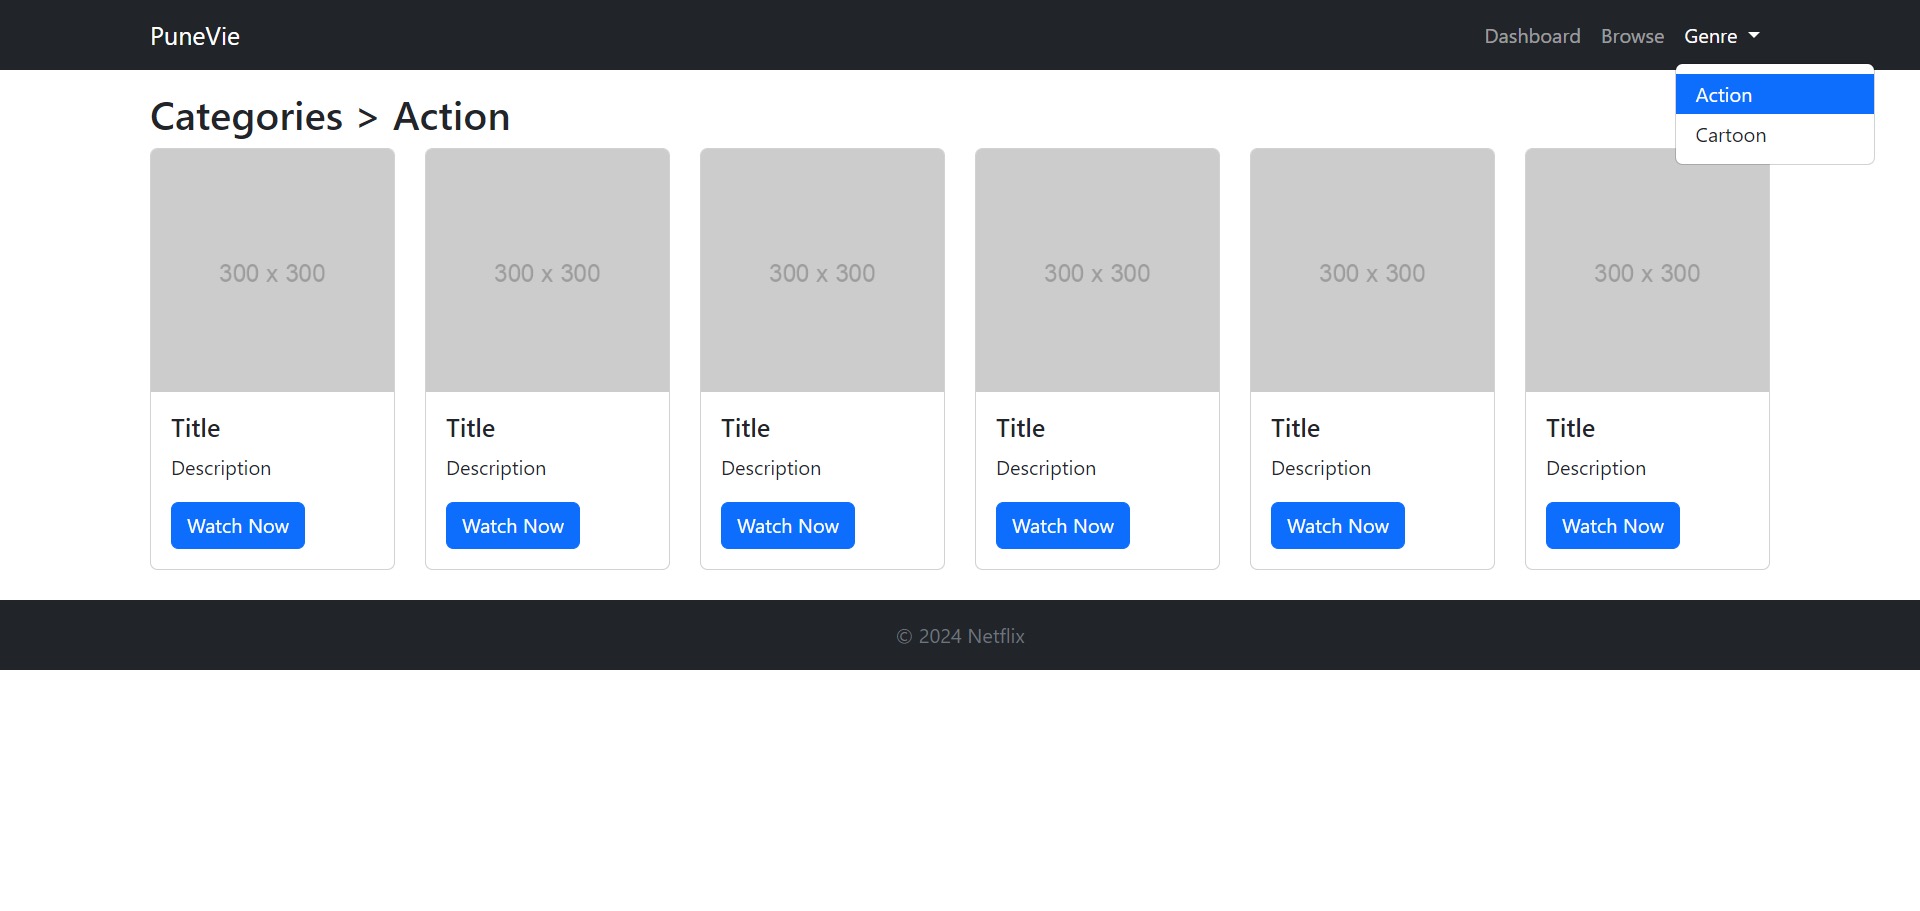 PuneVie
Dashboard Browse Genre
Action
Cartoon
Categories > Action
300 x 300 300 x 300 300 x 300 300 x 300 300 x 300 300 x 300
Title Title Title Title Title Title
Description Description Description Description Description Description
Watch Now Watch Now Watch Now Watch Now Watch Now Watch Now
© 2024 Netflix